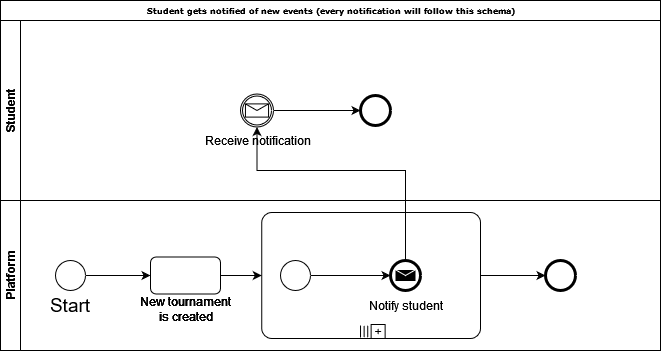 Student gets notified of new events (every notification will follow this schema)
Student
Receive notification
Platform
Start
New tournament
is created
Notify student